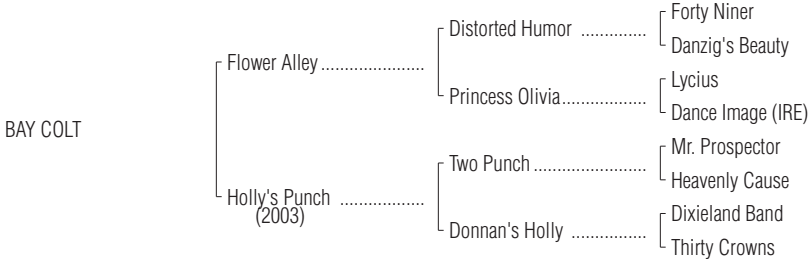 Forty Niner
Distorted Humor ..............
Danzig's Beauty
Flower Alley ......................
Lycius
Princess Olivia..................
Dance Image (IRE)
BAY COLT
Mr. Prospector
Two Punch ........................
Heavenly Cause
Holly's Punch ..................
(2003)
Dixieland Band
Donnan's Holly ................
Thirty Crowns